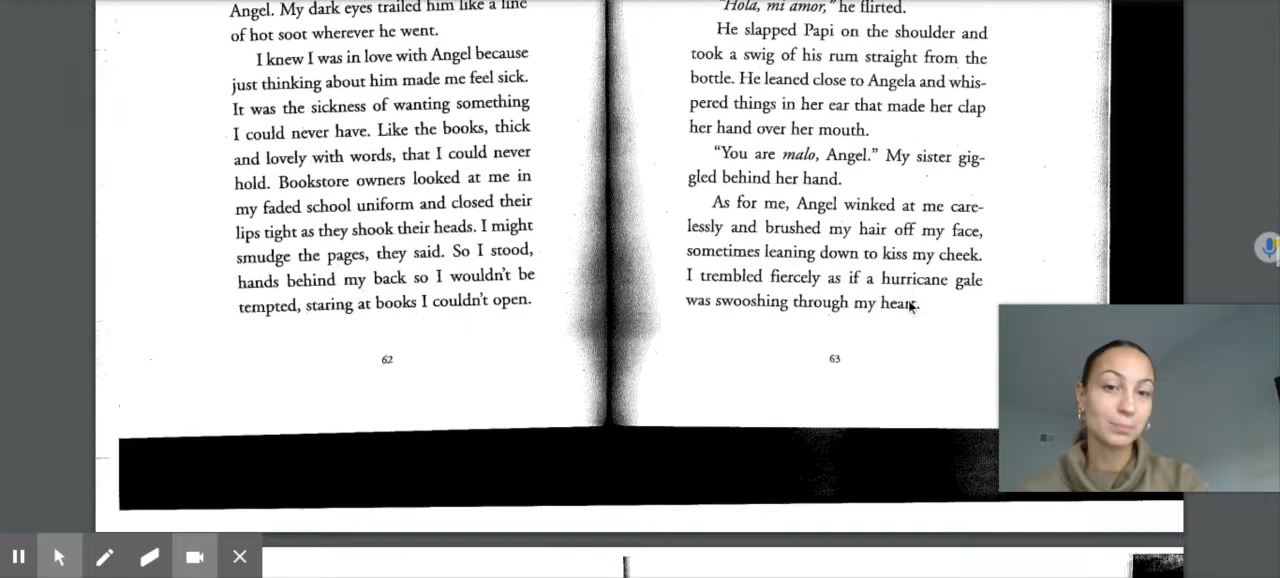 Angel. My dark eyes trailed him like a line
of hot soot wherever he went.
I knew I was in love with Angel because
just thinking about him made me feel sick.
It was the sickness of wanting something
I could never have. Like the books, thick
and lovely with words, that I could never
hold. Bookstore owners looked at me in
my faded school uniform and closed their
lips tight as they shook their heads. I might
smudge the pages, they said. So I stood,
hands behind my back so I wouldn't be
tempted, staring at books I couldn't open.
62
"Hola, mi amor," he flirted.
He slapped Papi on the shoulder and
took a swig of his rum straight from the
bottle. He leaned close to Angela and whis-
pered things in her ear that made her clap
her hand over her mouth.
"You are malo, Angel." My sister gig-
gled behind her hand.
As for me, Angel winked at me care-
lessly and brushed my hair off my face,
sometimes leaning down to kiss my cheek.
I trembled fiercely as if a hurricane gale
was swooshing through my heart.
63